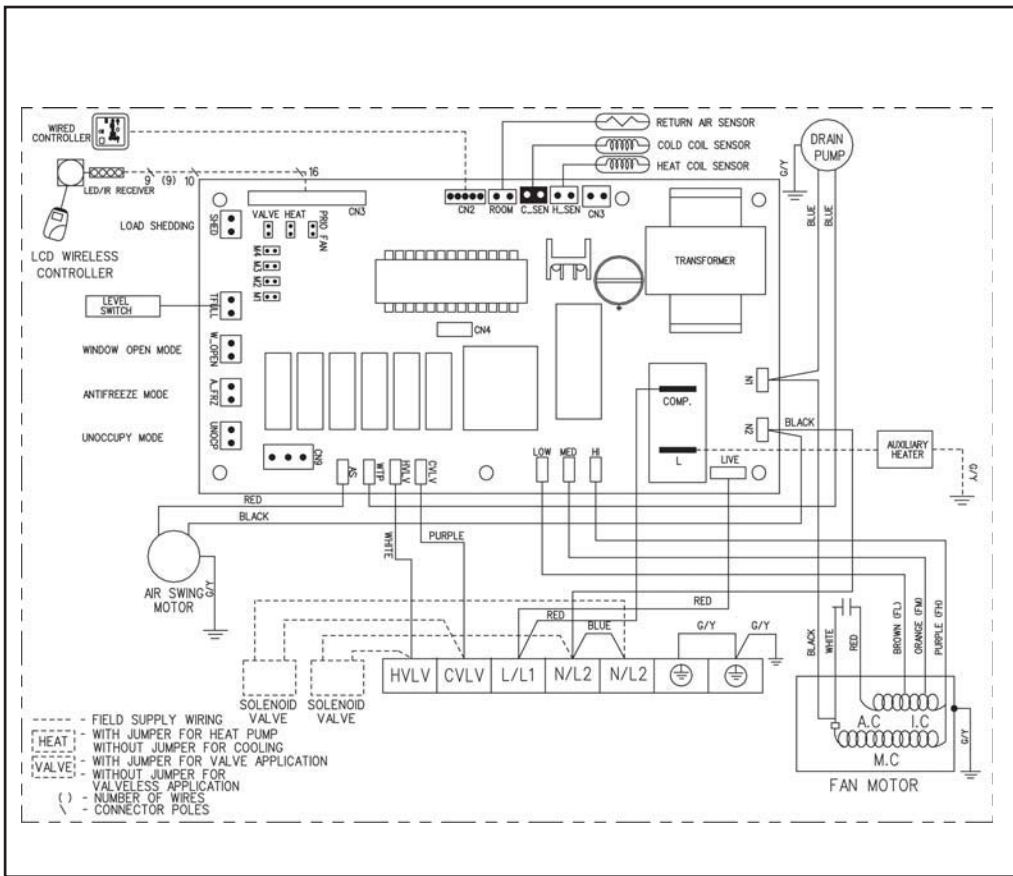 WIRED
CONTROLLER
LED/IR RECEIVER
9 (9) 10
16
LCD WIRELESS
CONTROLLER
RETURN AIR SENSOR
COLD COIL SENSOR
HEAT COIL SENSOR
DRAIN
PUMP
G/Y
BLUE
BLUE
CN3
CN2
ROOM
C_SEN
H_SEN
CN3
LOAD SHEDDING
SHED
VALVE HEAT
PRO FAN
M4
M3
M2
M1
TRANSFORMER
LEVEL
SWITCH
TFULL
CN4
WINDOW OPEN MODE
W_OPEN
ANTIFREEZE MODE
A_FRZ
UNOCCUPY MODE
UNOCP
COMP.
L
N1
N2
BLACK
AUXILIARY
HEATER
G/Y
CN9
AS
WTP
HVLV
CVLV
LOW
MED
HI
LIVE
RED
BLACK
AIR SWING
MOTOR
G/Y
WHITE
PURPLE
RED
RED
BLUE
G/Y
G/Y
BLACK
WHITE
RED
BROWN (FL)
ORANGE (FM)
PURPLE (FH)
HVLV
CVLV
L/L1
N/L2
N/L2
SOLENOID
VALVE
SOLENOID
VALVE
A.C
I.C
M.C
G/Y
FAN MOTOR
------ - FIELD SUPPLY WIRING
HEAT - WITH JUMPER FOR HEAT PUMP
WITHOUT JUMPER FOR COOLING
VALVE - WITH JUMPER FOR VALVE APPLICATION
- WITHOUT JUMPER FOR
VALVELESS APPLICATION
( ) - NUMBER OF WIRES
\ - CONNECTOR POLES